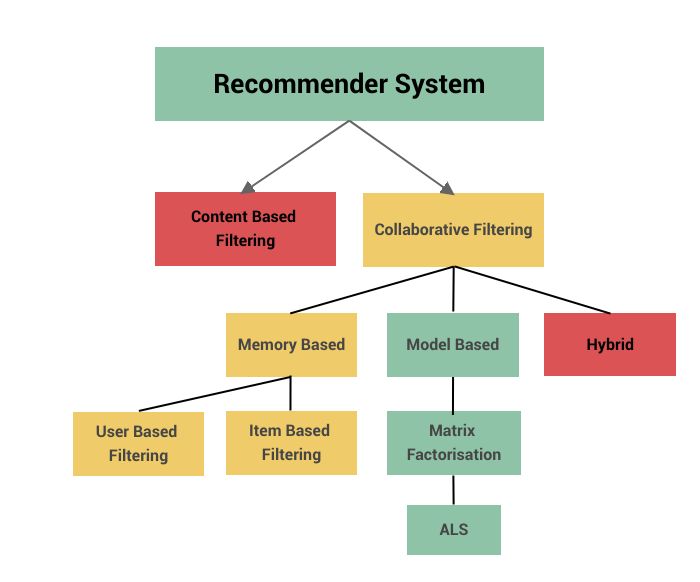 Recommender System
Content Based
Filtering
Collaborative Filtering
Memory Based
Model Based
Hybrid
User Based
Filtering
Item Based
Filtering
Matrix
Factorisation
ALS